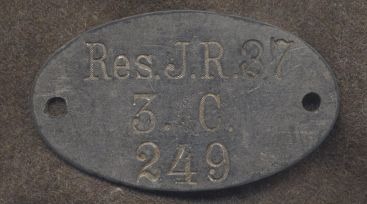 Res. J. R. 37
3. C.
249